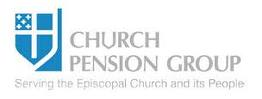 CHURCH
PENSION GROUP
Serving the Episcopal Church and its People